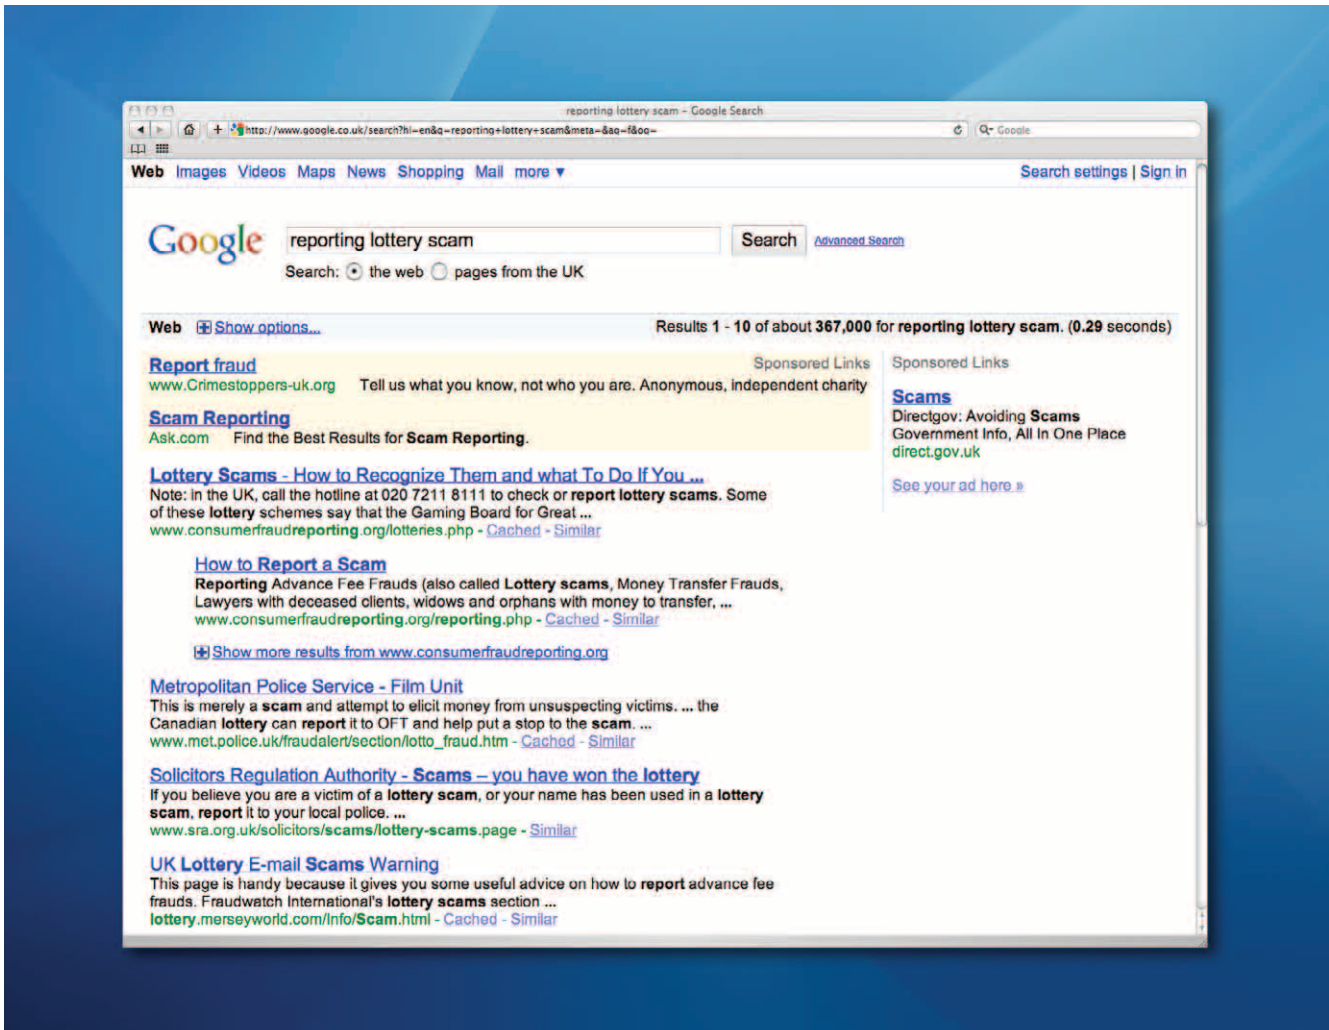 reporting lottery scam – Google Search
http://www.google.co.uk/search?hl=en&q=reporting+lottery+scam&meta=&aq=f&oq=
Google
Web Images Videos Maps News Shopping Mail more ▼ Search settings | Sign in
Google reporting lottery scam Search Advanced Search
Search: the web pages from the UK
Web Show options... Results 1 - 10 of about 367,000 for reporting lottery scam. (0.29 seconds)
Report fraud Sponsored Links
www.Crimestoppers-uk.org Tell us what you know, not who you are. Anonymous, independent charity
Scam Reporting
Ask.com Find the Best Results for Scam Reporting.
Sponsored Links
Scams
Directgov: Avoiding Scams
Government Info, All In One Place
direct.gov.uk
See your ad here »
Lottery Scams - How to Recognize Them and what To Do If You ...
Note: in the UK, call the hotline at 020 7211 8111 to check or report lottery scams. Some
of these lottery schemes say that the Gaming Board for Great ...
www.consumerfraudreporting.org/lotteries.php - Cached - Similar
How to Report a Scam
Reporting Advance Fee Frauds (also called Lottery scams, Money Transfer Frauds,
Lawyers with deceased clients, widows and orphans with money to transfer, ...
www.consumerfraudreporting.org/reporting.php - Cached - Similar
Show more results from www.consumerfraudreporting.org
Metropolitan Police Service - Film Unit
This is merely a scam and attempt to elicit money from unsuspecting victims. ... the
Canadian lottery can report it to OFT and help put a stop to the scam. ...
www.met.police.uk/fraudalert/section/lotto_fraud.htm - Cached - Similar
Solicitors Regulation Authority - Scams – you have won the lottery
If you believe you are a victim of a lottery scam, or your name has been used in a lottery
scam, report it to your local police. ...
www.sra.org.uk/solicitors/scams/lottery-scams.page - Similar
UK Lottery E-mail Scams Warning
This page is handy because it gives you some useful advice on how to report advance fee
frauds. Fraudwatch International's lottery scams section ...
lottery.merseyworld.com/Info/Scam.html - Cached - Similar